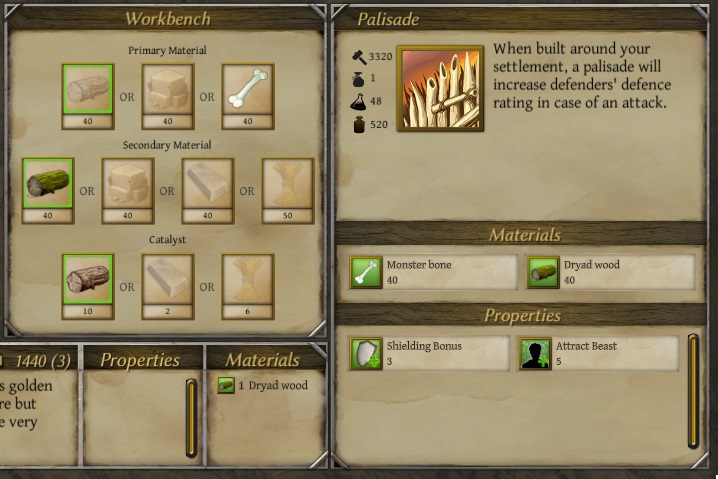 Workbench
Primary Material
OR OR
40 40 40
Secondary Material
OR OR OR
40 40 40 50
Catalyst
OR OR
10 2 6
1440 (3)
s golden
re but
e very
Properties
Materials
1 Dryad wood
Palisade
3320
1
48
520
When built around your
settlement, a palisade will
increase defenders' defence
rating in case of an attack.
Materials
Monster bone
40
Dryad wood
40
Properties
Shielding Bonus
3
Attract Beast
5